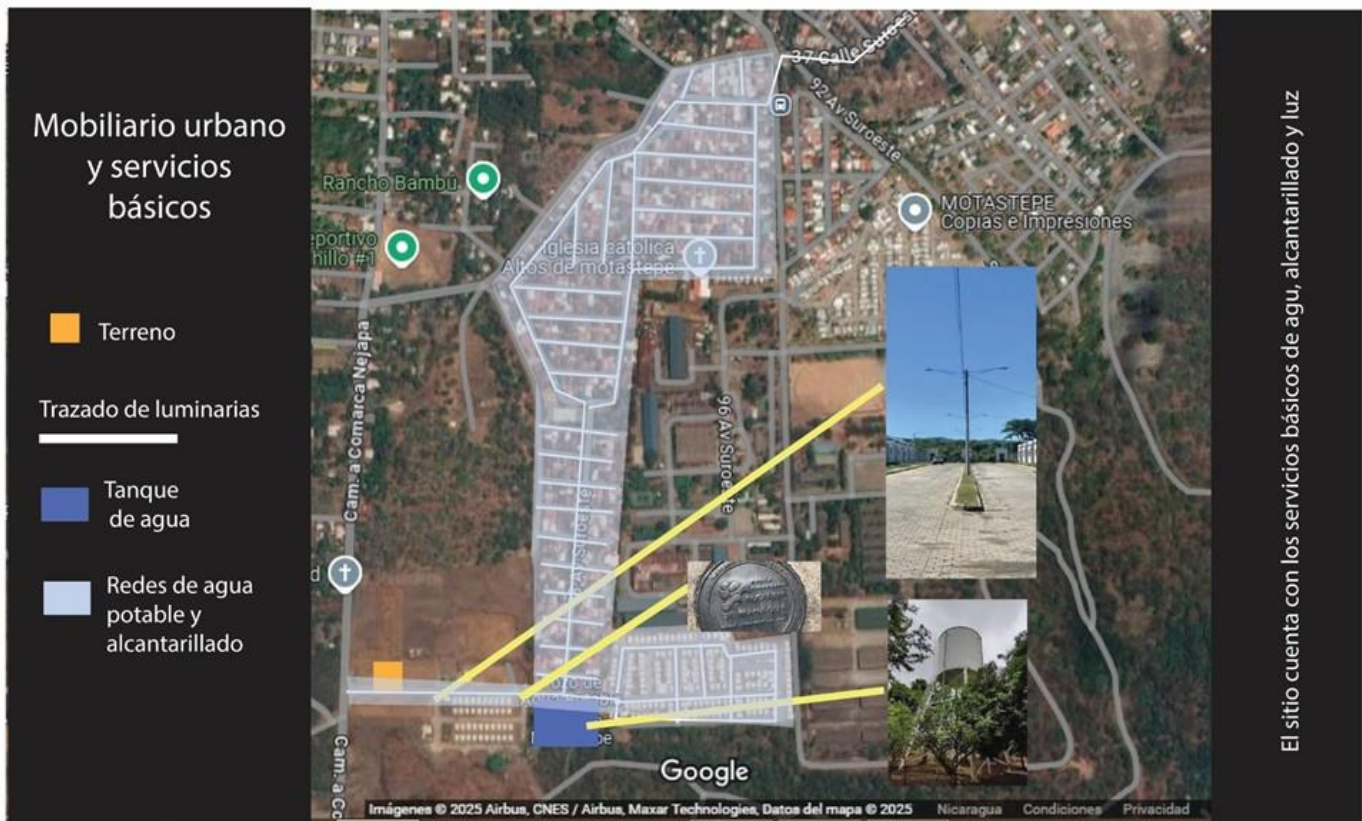 Mobiliario urbano
y servicios
básicos
Terreno
Trazado de luminarias
Tanque
de agua
Redes de agua
potable y
alcantarillado
37 Calle Suroest
92 Av Suroeste
Rancho Bambú
eportivo
hillo #1
MOTASTEPE
Copias e Impresiones
Iglesia católica
Altos de motastepe
Cam. a Comarca Nejapa
96 Av Suroeste
Suroeste
d
Cam. a Co
Google
Imágenes © 2025 Airbus, CNES / Airbus, Maxar Technologies, Datos del mapa © 2025 Nicaragua Condiciones Privacidad
El sitio cuenta con los servicios básicos de agu, alcantarillado y luz